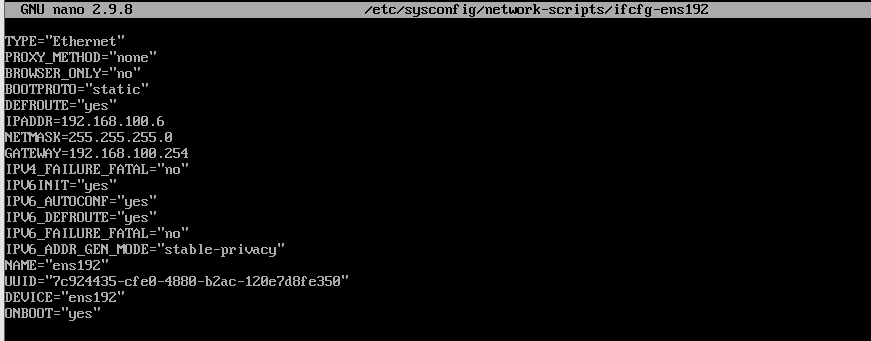 GNU nano 2.9.8 /etc/sysconfig/network-scripts/ifcfg-ens192
TYPE="Ethernet"
PROXY_METHOD="none"
BROWSER_ONLY="no"
BOOTPROTO="static"
DEFROUTE="yes"
IPADDR=192.168.100.6
NETMASK=255.255.255.0
GATEWAY=192.168.100.254
IPV4_FAILURE_FATAL="no"
IPV6INIT="yes"
IPV6_AUTOCONF="yes"
IPV6_DEFROUTE="yes"
IPV6_FAILURE_FATAL="no"
IPV6_ADDR_GEN_MODE="stable-privacy"
NAME="ens192"
UUID="7c924435-cfe0-4880-b2ac-120e7d8fe350"
DEVICE="ens192"
ONBOOT="yes"